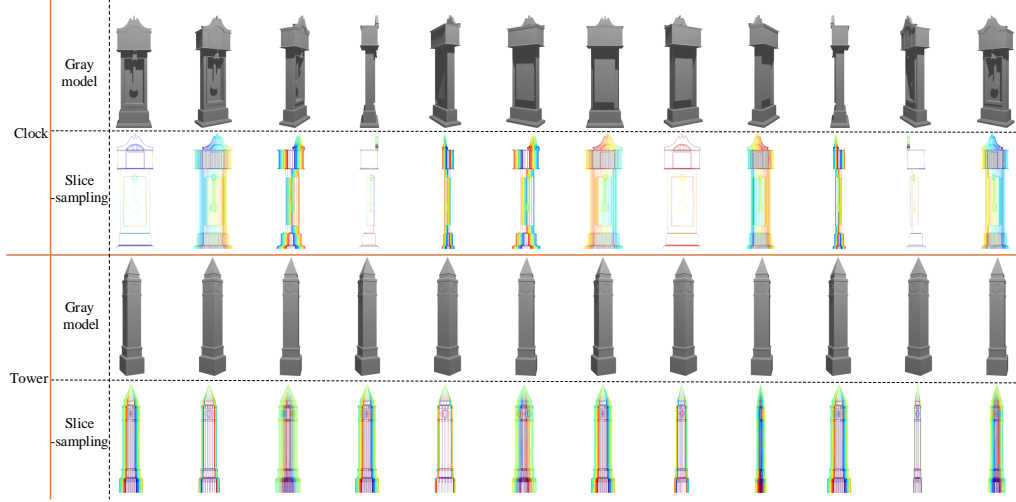 Gray
model
Clock
Slice
-sampling
Gray
model
Tower
Slice
-sampling